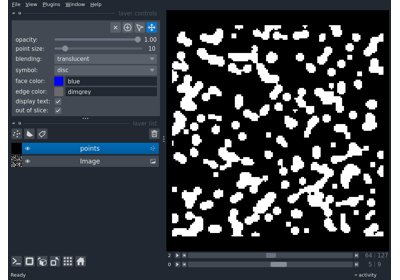 File View Plugins Window Help
layer controls
opacity: 1.00
point size: 10
blending: translucent
symbol: disc
face color: blue
edge color: dimgrey
display text:
out of slice:
layer list
points
Image
2 64 127
0 5 9
Ready activity